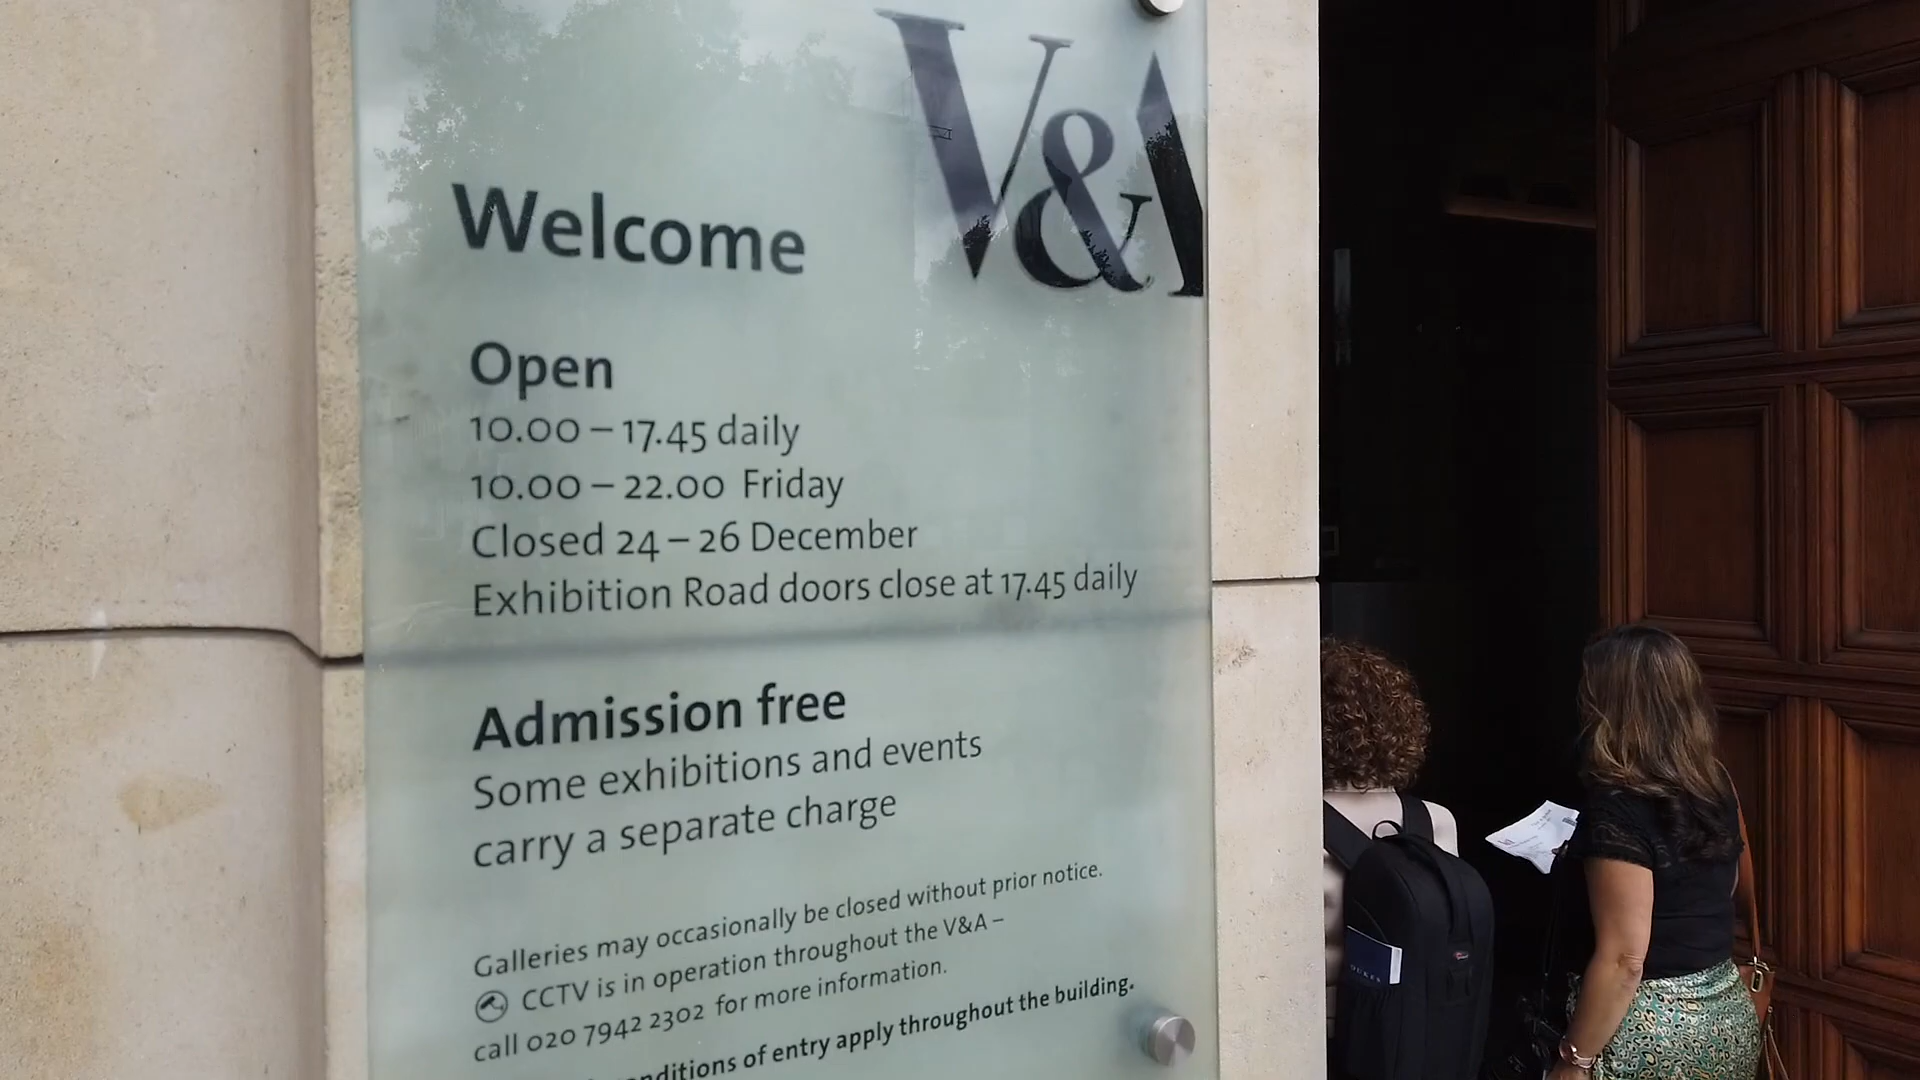 V&A
Welcome
Open
10.00 – 17.45 daily
10.00 – 22.00 Friday
Closed 24 – 26 December
Exhibition Road doors close at 17.45 daily
Admission free
Some exhibitions and events
carry a separate charge
Galleries may occasionally be closed without prior notice.
CCTV is in operation throughout the V&A –
call 020 7942 2302 for more information.
of entry apply throughout the building.